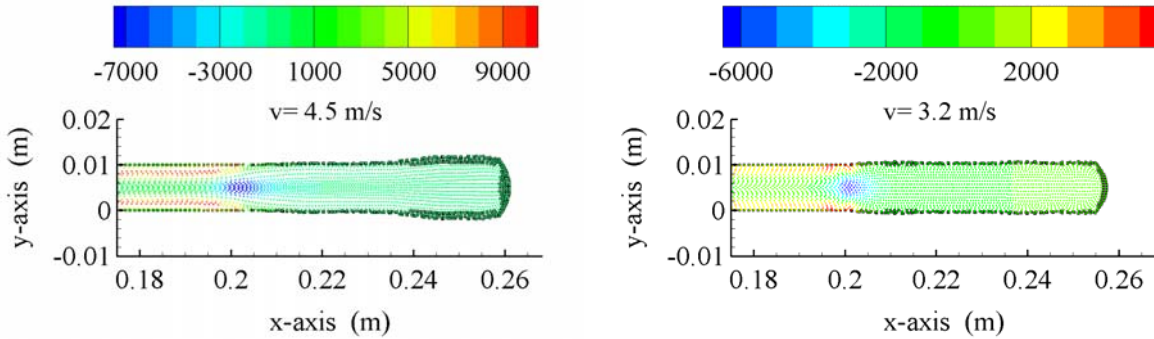 -7000 -3000 1000 5000 9000
v= 4.5 m/s
0.02
0.01
0
-0.01
y-axis (m)
0.18 0.2 0.22 0.24 0.26
x-axis (m)
-6000 -2000 2000
v= 3.2 m/s
0.02
0.01
0
-0.01
y-axis (m)
0.18 0.2 0.22 0.24 0.26
x-axis (m)